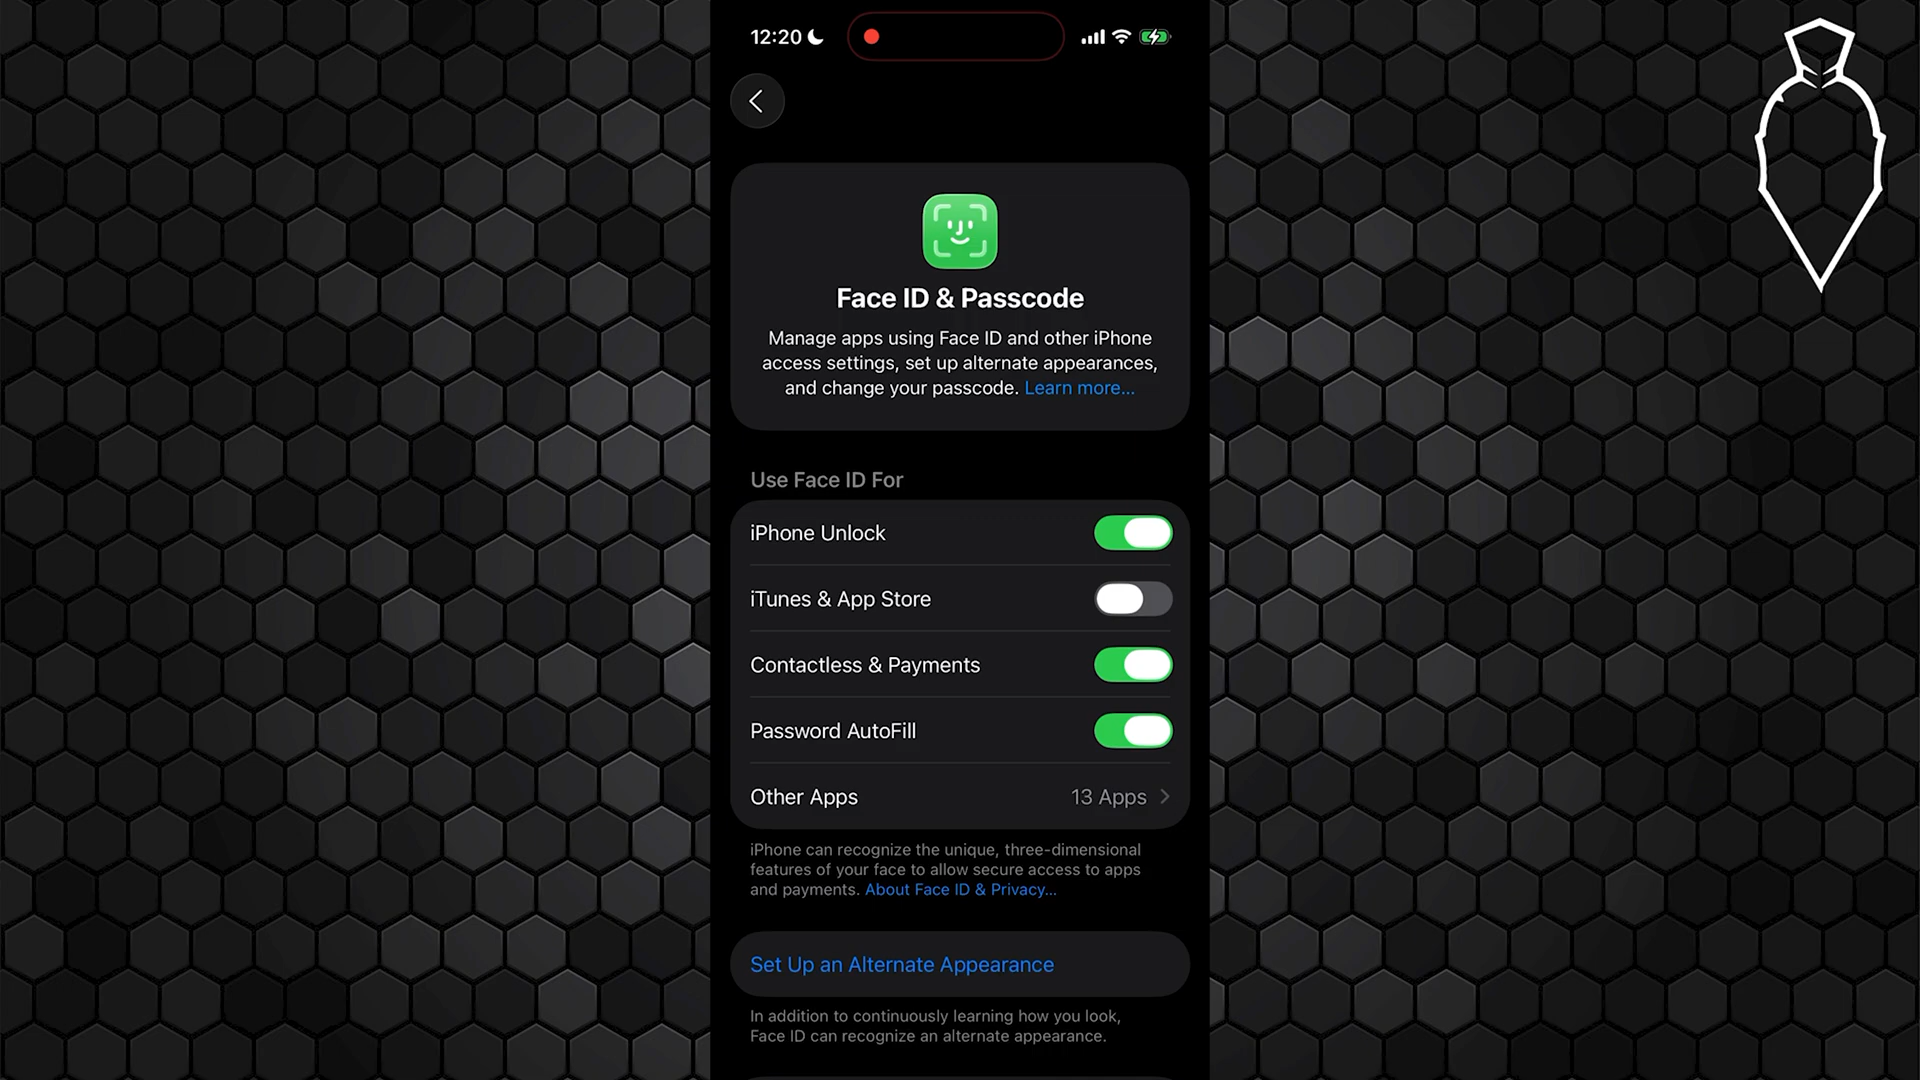 12:20
Face ID & Passcode
Manage apps using Face ID and other iPhone
access settings, set up alternate appearances,
and change your passcode. Learn more...
Use Face ID For
iPhone Unlock
iTunes & App Store
Contactless & Payments
Password AutoFill
Other Apps 13 Apps
iPhone can recognize the unique, three-dimensional
features of your face to allow secure access to apps
and payments. About Face ID & Privacy...
Set Up an Alternate Appearance
In addition to continuously learning how you look,
Face ID can recognize an alternate appearance.